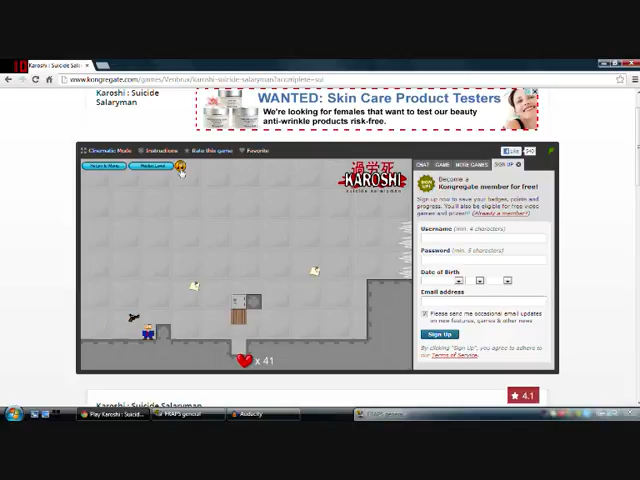 Karoshi : Suicide Sala
www.kongregate.com/games/Venbrux/karoshi-suicide-salaryman?acomplete=sui
Karoshi : Suicide
Salaryman
WANTED: Skin Care Product Testers
We're looking for females that want to test our beauty
anti-wrinkle products risk-free.
Cinematic Mode
Instructions
Rate this game
Favorite
Like
CHAT
GAME
MORE GAMES
SIGN UP
過労死
KAROSHI
suicide salaryman
Become a
Kongregate member for free!
Sign up now to save your badges, points and
progress. You'll also be eligible for free video
games and prizes! (Already a member?)
Username (min. 4 characters)
Password (min. 5 characters)
Date of Birth
Email address
Please send me occasional email updates
on new features, games & other news
Sign Up
By clicking "Sign Up", you agree to adhere to
our Terms of Service.
x 41
Karoshi : Suicide Salaryman
4.1
Play Karoshi : Suicid...
FRAPS general
Audacity
FRAPS general